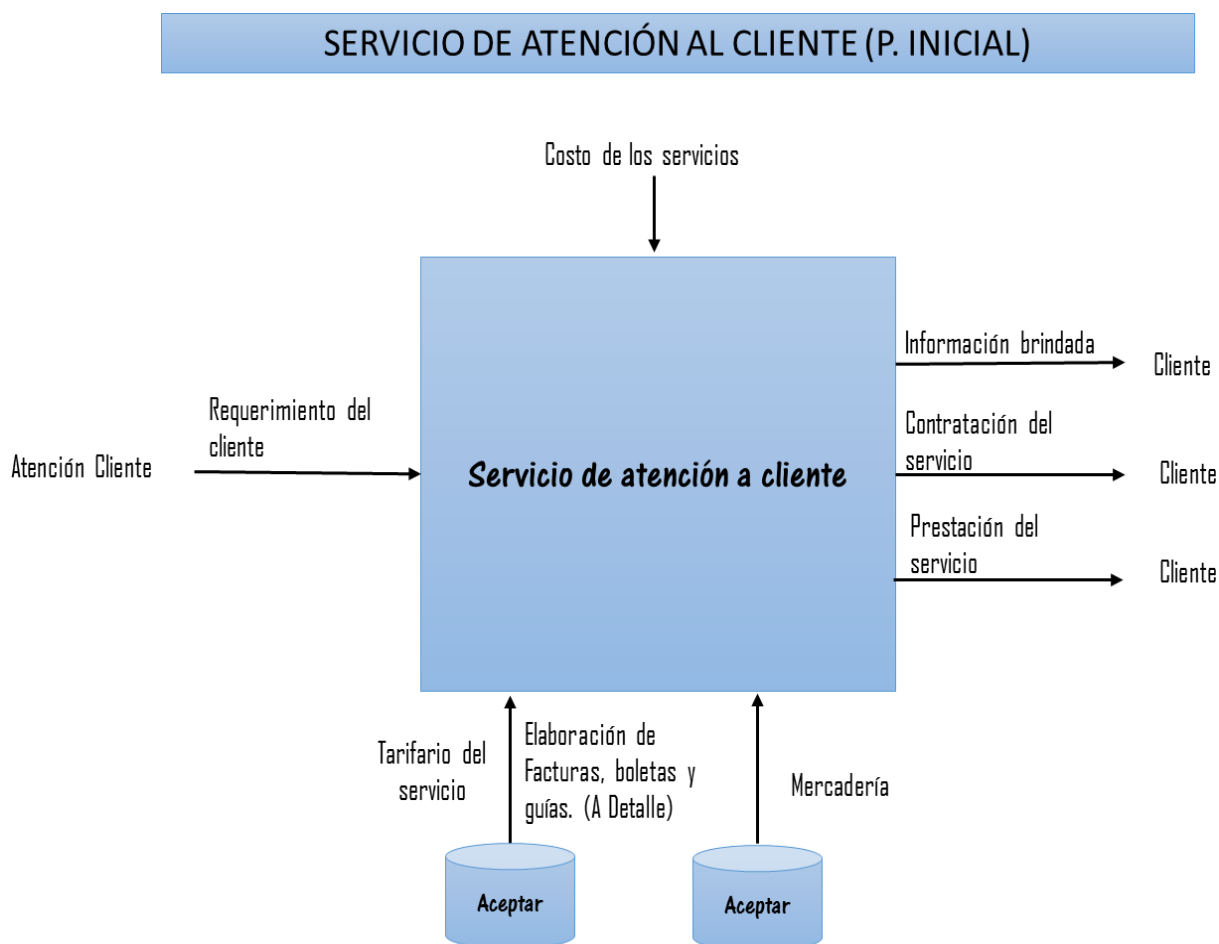 SERVICIO DE ATENCIÓN AL CLIENTE (P. INICIAL)
Costo de los servicios
Información brindada
Cliente
Requerimiento del
cliente
Atención Cliente
Servicio de atención a cliente
Contratación del
servicio
Cliente
Prestación del
servicio
Cliente
Tarifario del
servicio
Elaboración de
Facturas, boletas y
guías. (A Detalle)
Mercadería
Aceptar
Aceptar